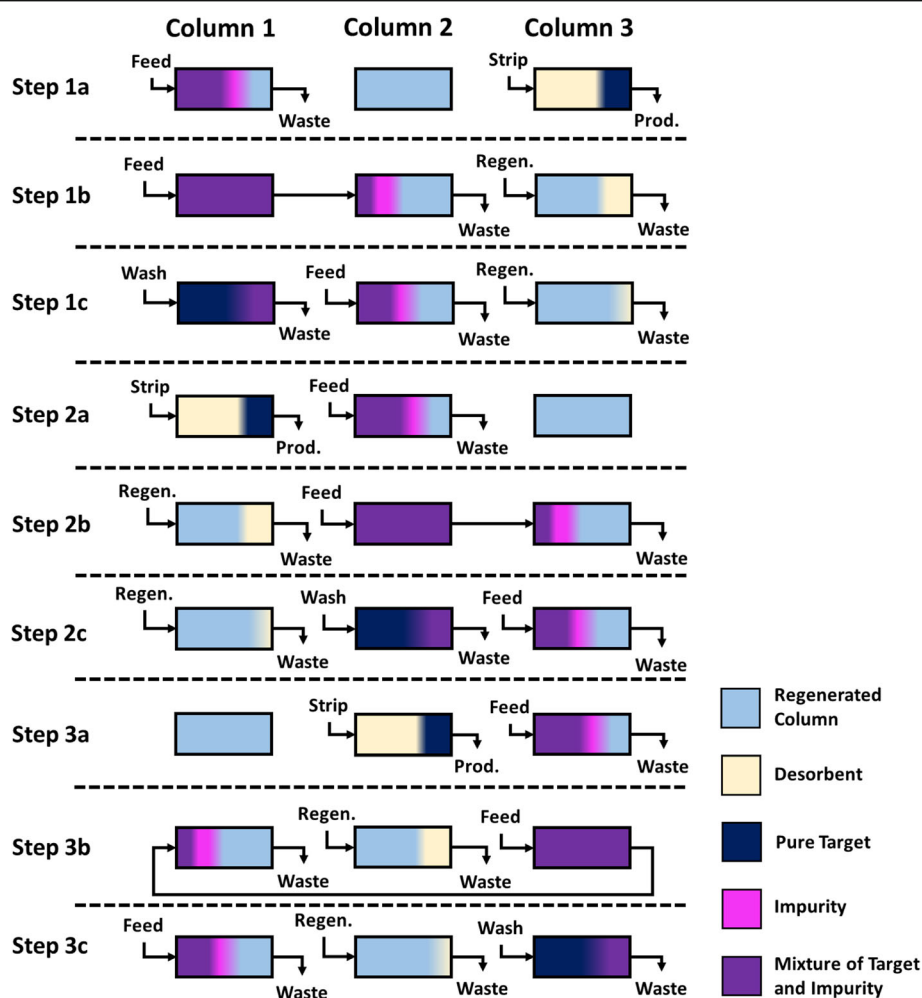 Column 1 Column 2 Column 3
Feed Strip
Step 1a
Waste Prod.
Feed Regen.
Step 1b
Waste Waste
Wash Feed Regen.
Step 1c
Waste Waste Waste
Strip Feed
Step 2a
Prod. Waste
Regen. Feed
Step 2b
Waste Waste
Regen. Wash Feed
Step 2c
Waste Waste Waste
Strip Feed
Step 3a
Prod. Waste
Regen. Feed
Step 3b
Waste Waste
Feed Regen. Wash
Step 3c
Waste Waste Waste
Regenerated
Column
Desorbent
Pure Target
Impurity
Mixture of Target
and Impurity